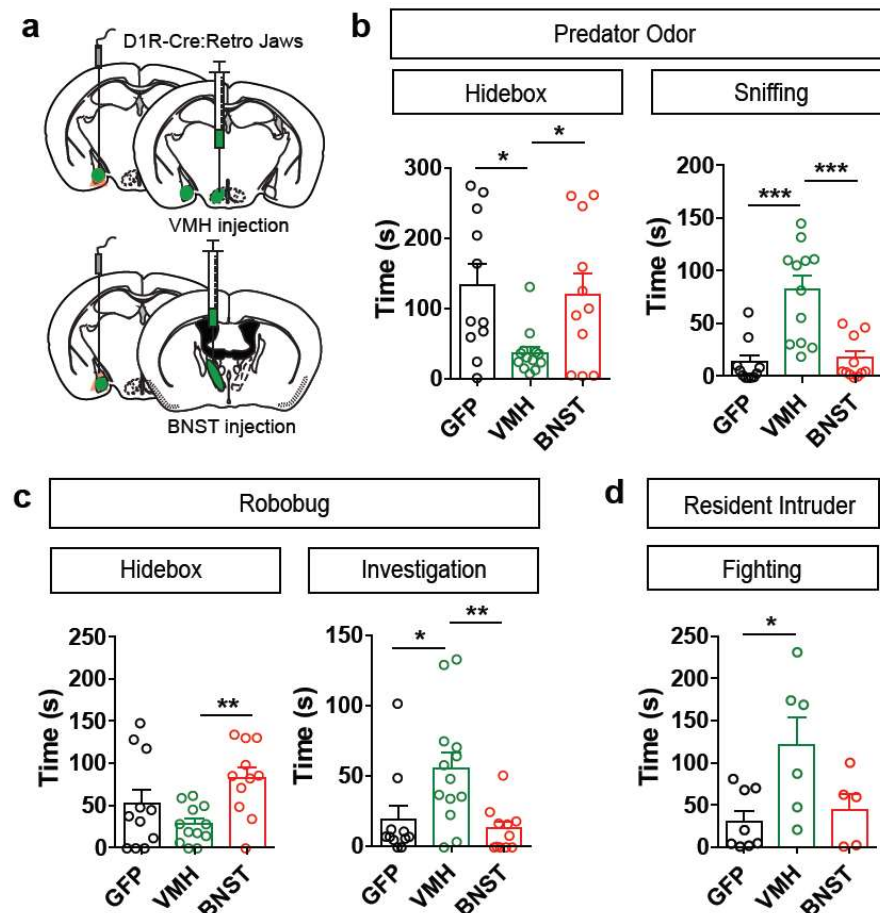 a
D1R-Cre:Retro Jaws
VMH injection
BNST injection
b
Predator Odor
Hidebox
Sniffing
* *
300
200
100
0
Time (s)
GFP VMH BNST
*** ***
200
150
100
50
0
Time (s)
GFP VMH BNST
c
Robobug
Hidebox
Investigation
**
250
200
150
100
50
0
Time (s)
GFP VMH BNST
* **
150
100
50
0
Time (s)
GFP VMH BNST
d
Resident Intruder
Fighting
*
250
200
150
100
50
0
Time (s)
GFP VMH BNST